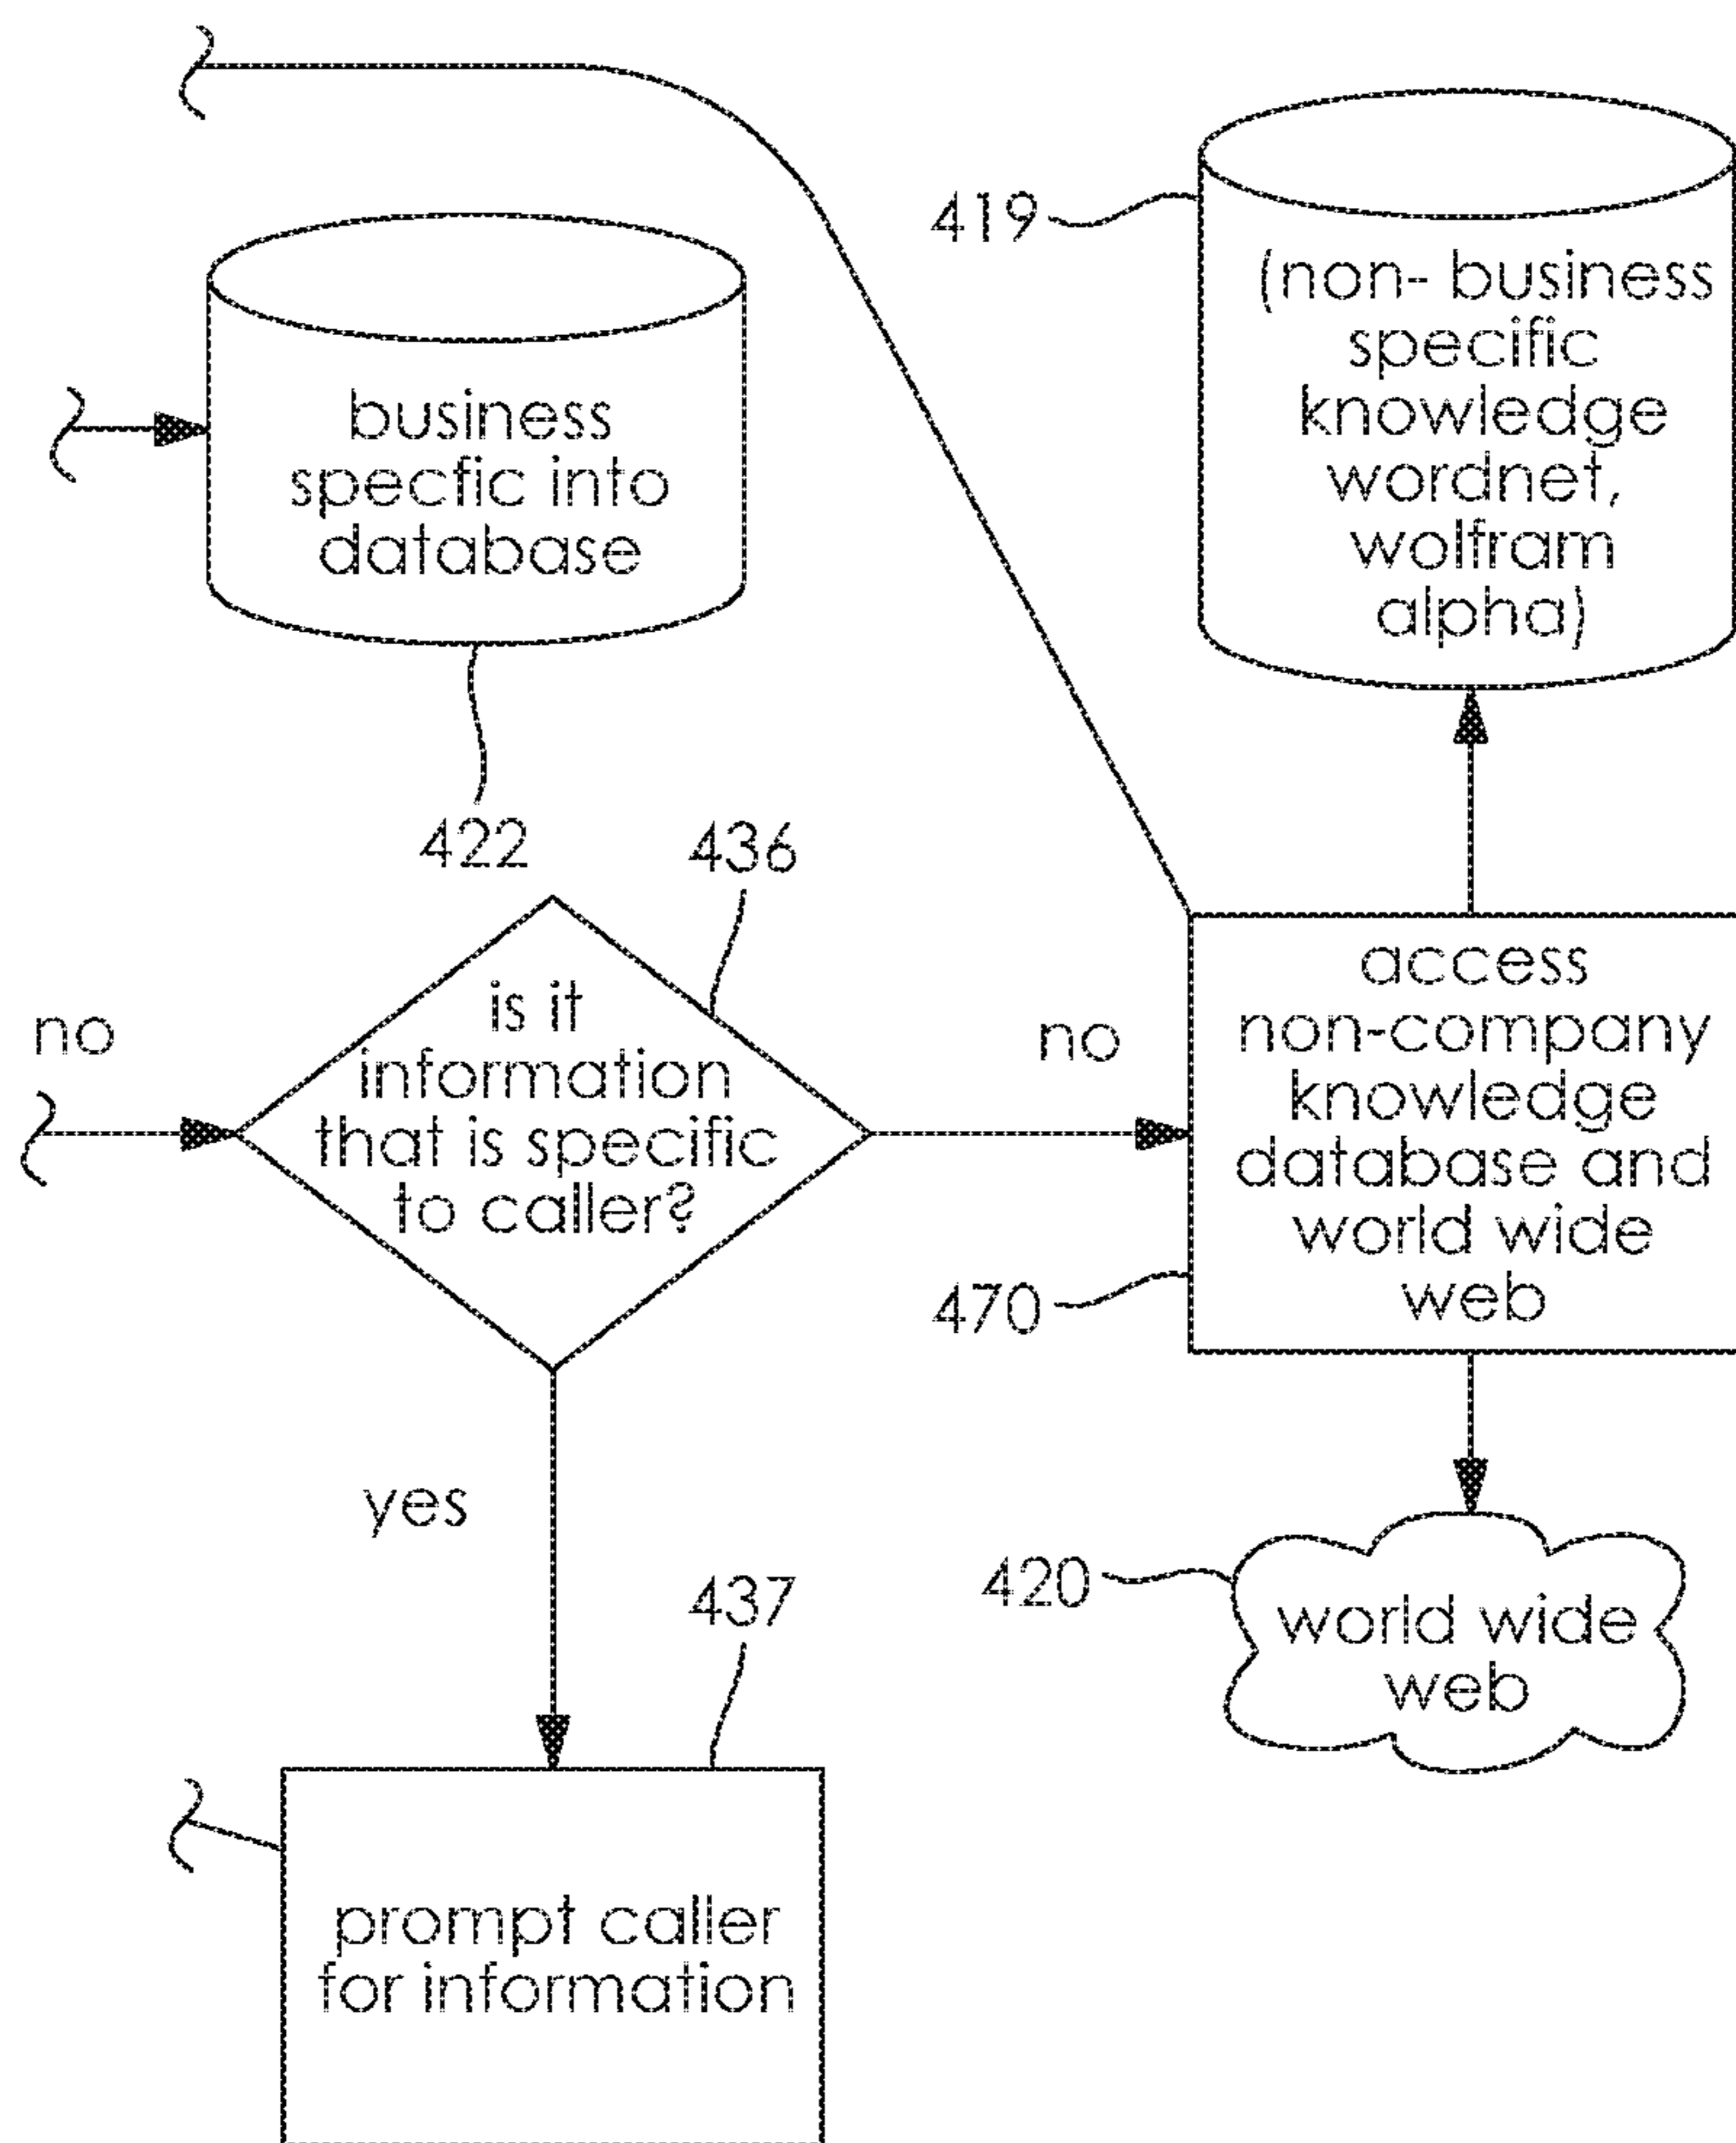 419
(non- business
specific
knowledge
wordnet,
wolfram
alpha)
business
specfic into
database
422
436
no
is it
information
that is specific
to caller?
no
access
non-company
knowledge
database and
world wide
web
470
yes
437
420
world wide
web
prompt caller
for information